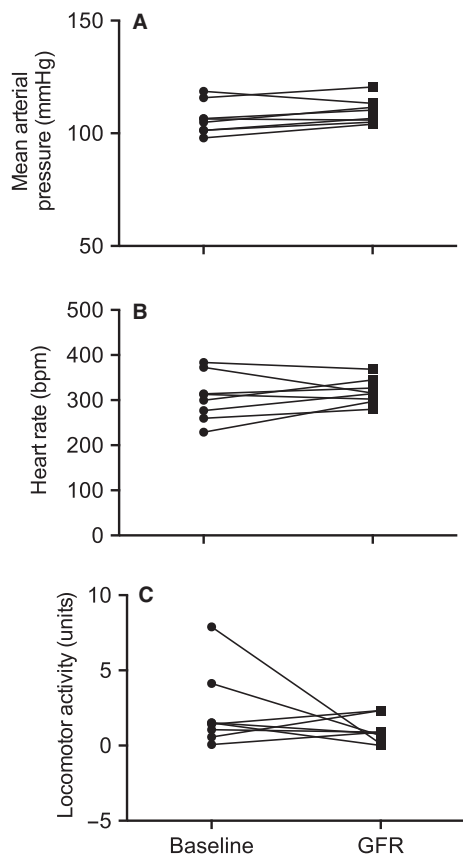 A
150
100
50
Mean arterial
pressure (mmHg)
B
500
400
300
200
100
0
Heart rate (bpm)
C
10
5
0
−5
Locomotor activity (units)
Baseline GFR